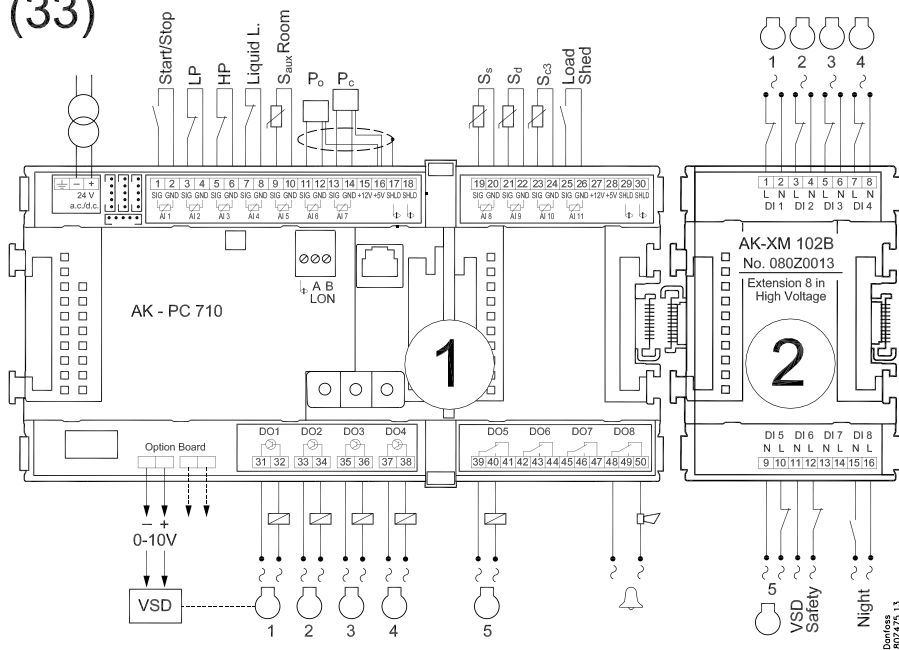 (33)
Start/Stop
LP
HP
Liquid L.
Saux Room
Po Pc
Ss
Sd
Sc3
Load
Shed
1 2 3 4
⏚ – +
24 V
a.c./d.c.
1 2 3 4 5 6 7 8 9 10 11 12 13 14 15 16 17 18
SIG GND SIG GND SIG GND SIG GND SIG GND SIG GND SIG GND +12V +5V SHLD SHLD
AI 1 AI 2 AI 3 AI 4 AI 5 AI6 AI7
19 20 21 22 23 24 25 26 27 28 29 30
SIG GND SIG GND SIG GND SIG GND +12V +5V SHLD SHLD
AI 8 AI 9 AI 10 AI11
1 2 3 4 5 6 7 8
L N L N L N L N
DI 1 DI 2 DI 3 DI 4
A B
LON
AK - PC 710
1
AK-XM 102B
No. 080Z0013
Extension 8 in
High Voltage
2
Option Board
DO1 DO2 DO3 DO4
31 32 33 34 35 36 37 38
DO5 DO6 DO7 DO8
39 40 41 42 43 44 45 46 47 48 49 50
DI 5 DI 6 DI 7 DI 8
N L N L N L N L
9 10 11 12 13 14 15 16
– +
0-10V
VSD
1 2 3 4 5
5
VSD
Safety
Night
Danfoss
80Z475.13